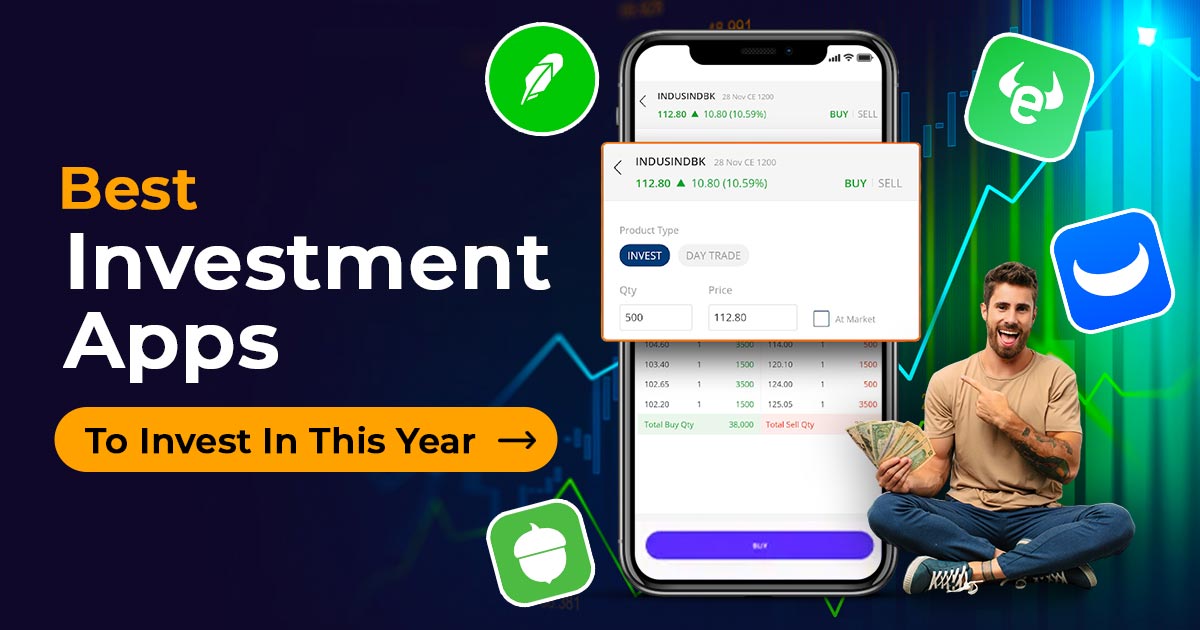 Best
Investment
Apps
To Invest In This Year
48.991
INDUSINDBK 28 Nov CE 1200
112.80 ▲ 10.80 (10.59%) BUY | SELL
INDUSINDBK 28 Nov CE 1200
112.80 ▲ 10.80 (10.59%) BUY | SELL
Product Type
INVEST DAY TRADE
Qty Price
500 112.80 At Market
104.60 1 3500 114.00 1 500
103.40 1 1500 120.10 1 1500
102.65 1 3500 124.00 1 500
102.20 1 1500 125.05 1 3500
Total Buy Qty 38,000 Total Sell Qty
BUY
e